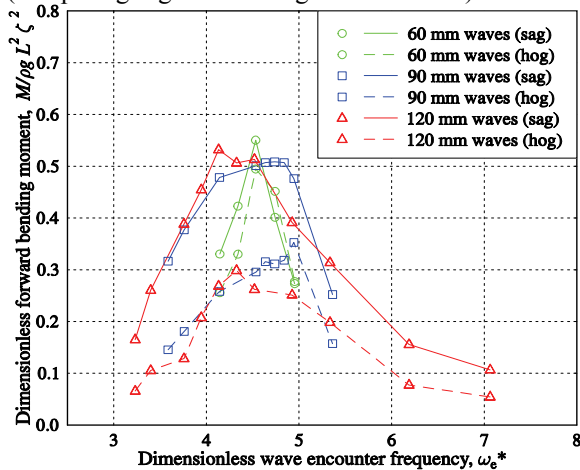 0.8
0.7
0.6
0.5
0.4
0.3
0.2
0.1
0
Dimensionless forward bending moment, M/ρg L² ζ²
60 mm waves (sag)
60 mm waves (hog)
90 mm waves (sag)
90 mm waves (hog)
120 mm waves (sag)
120 mm waves (hog)
3 4 5 6 7 8
Dimensionless wave encounter frequency, ωe*